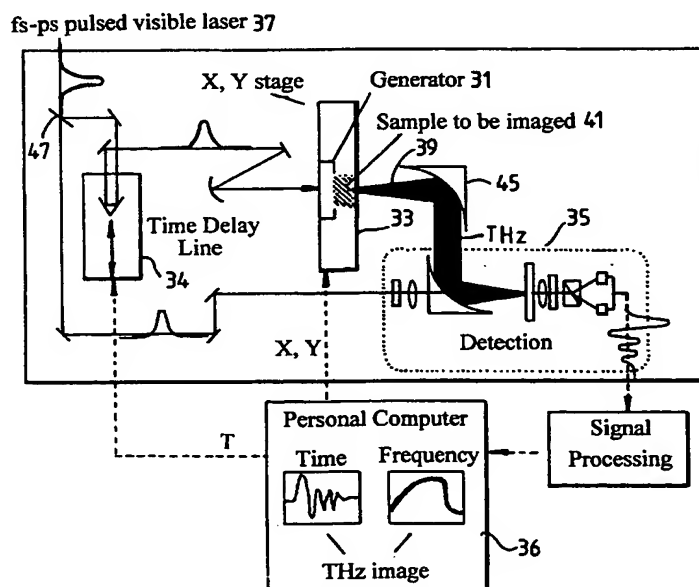 fs-ps pulsed visible laser 37
Generator 31
X, Y stage
Sample to be imaged 41
47
39
45
Time Delay
Line
THz
35
33
34
X, Y
Detection
T
Personal Computer
Time
Frequency
Signal
Processing
THz image
36